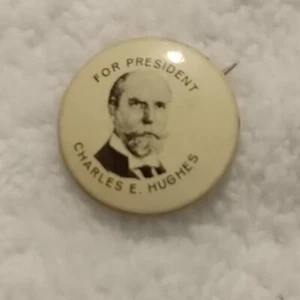 FOR PRESIDENT
CHARLES E. HUGHES